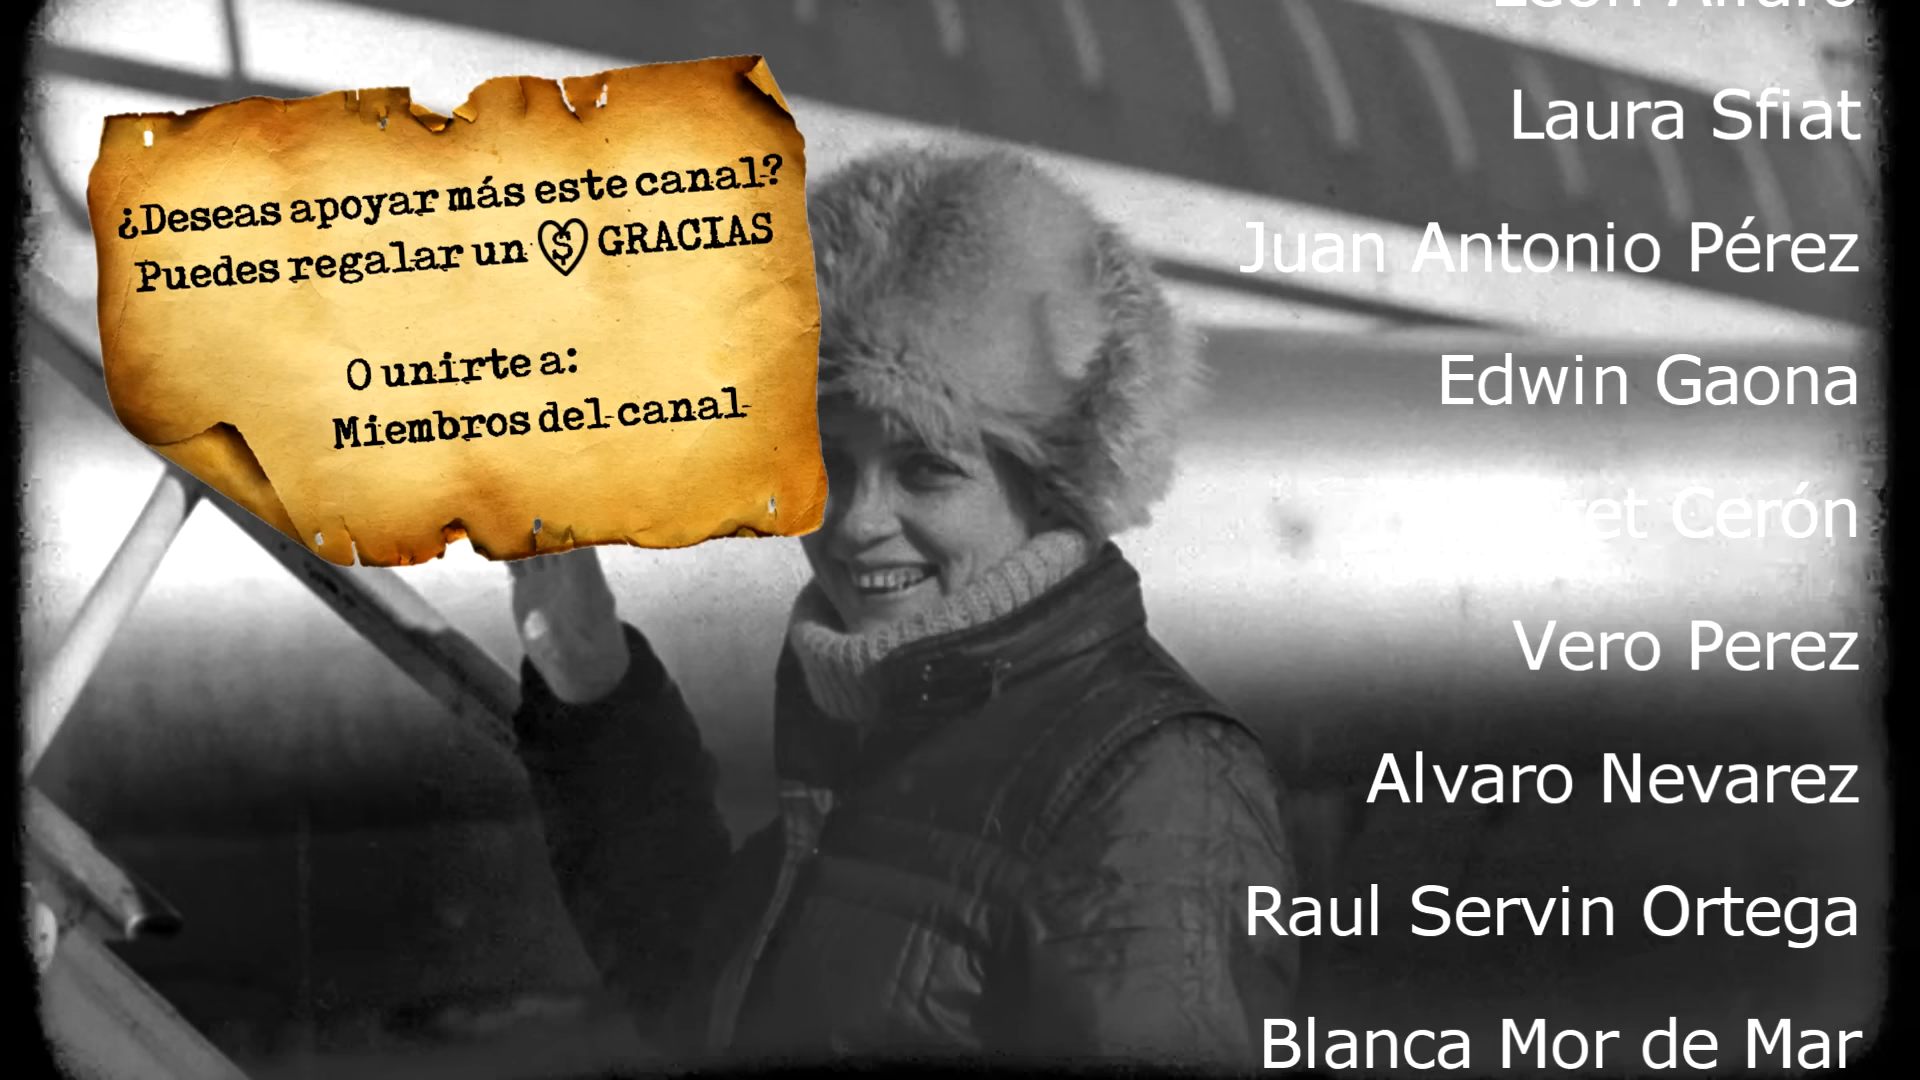 ¿Deseas apoyar más este canal?
Puedes regalar un GRACIAS
O unirte a:
Miembros del canal
Laura Sfiat
Juan Antonio Pérez
Edwin Gaona
Cerón
Vero Perez
Alvaro Nevarez
Raul Servin Ortega
Blanca Mor de Mar